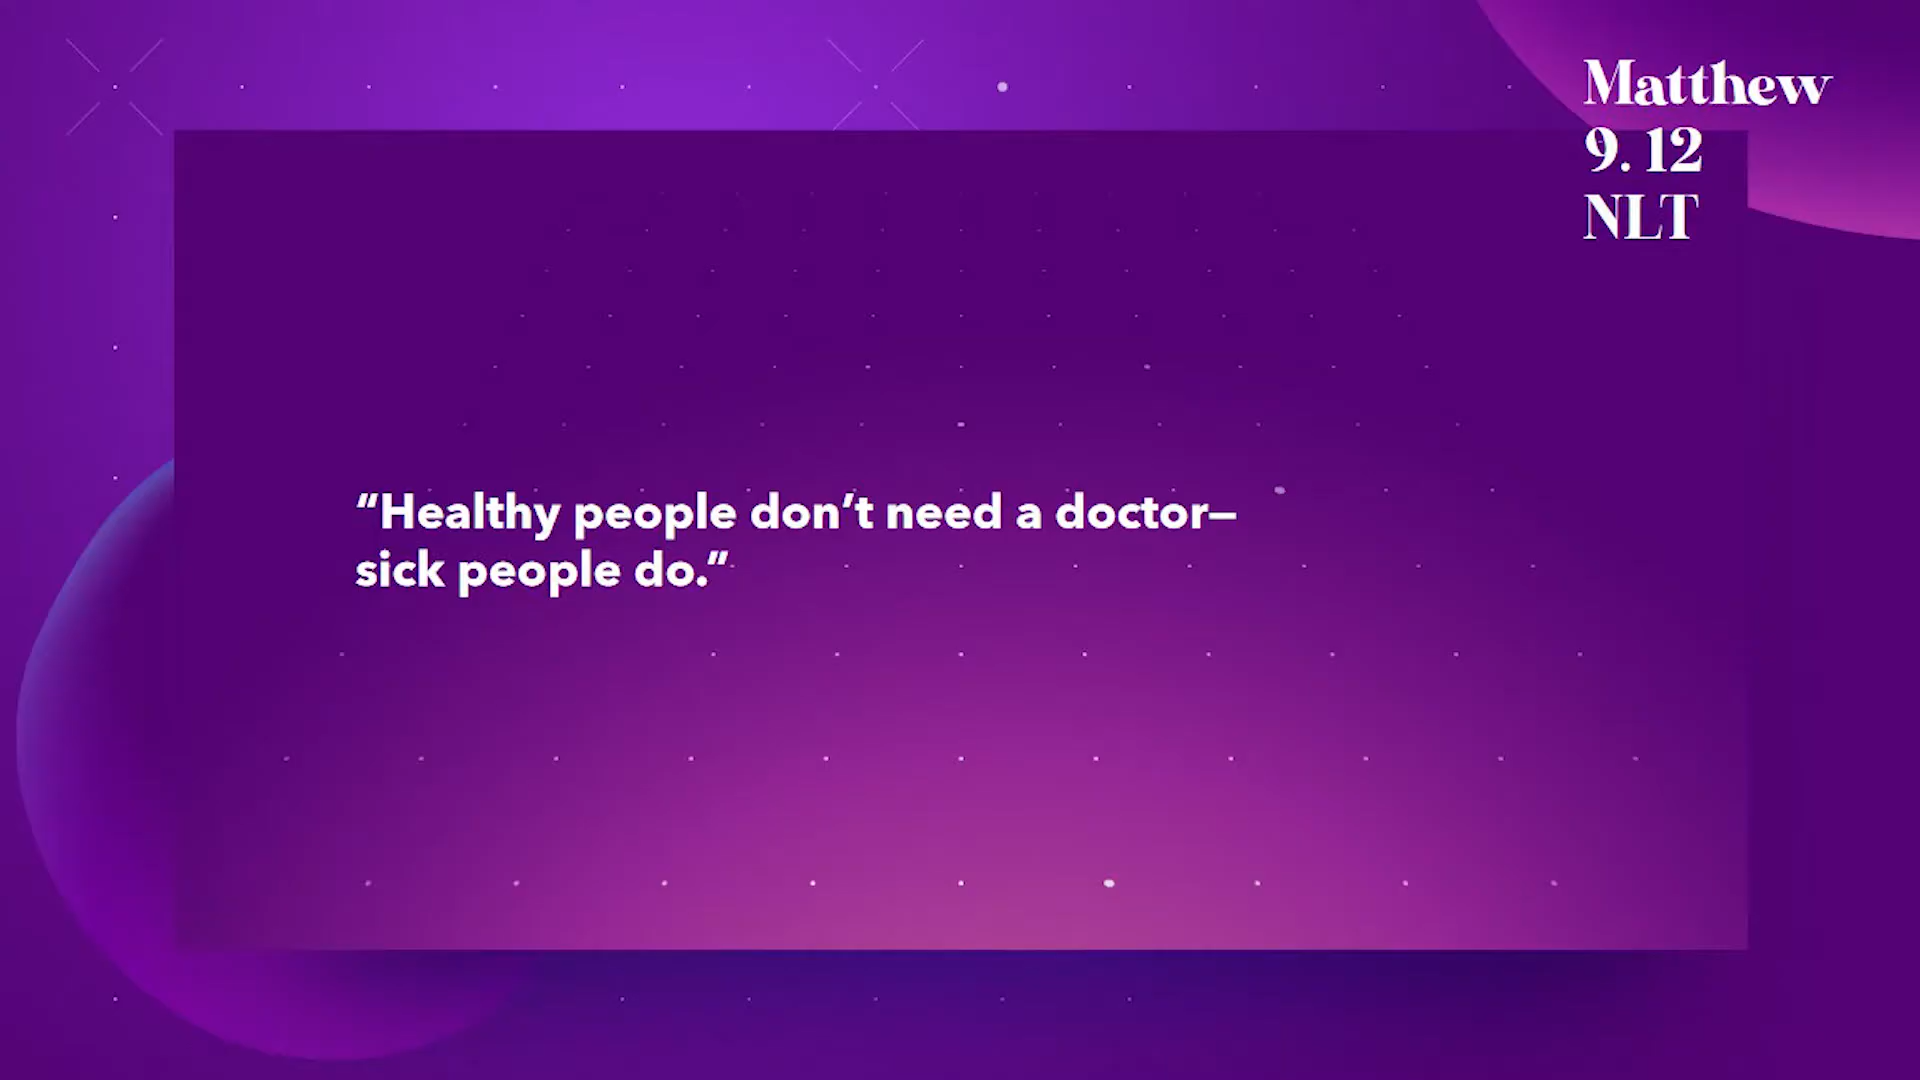 Matthew
9. 12
NLT
“Healthy people don’t need a doctor—
sick people do.”